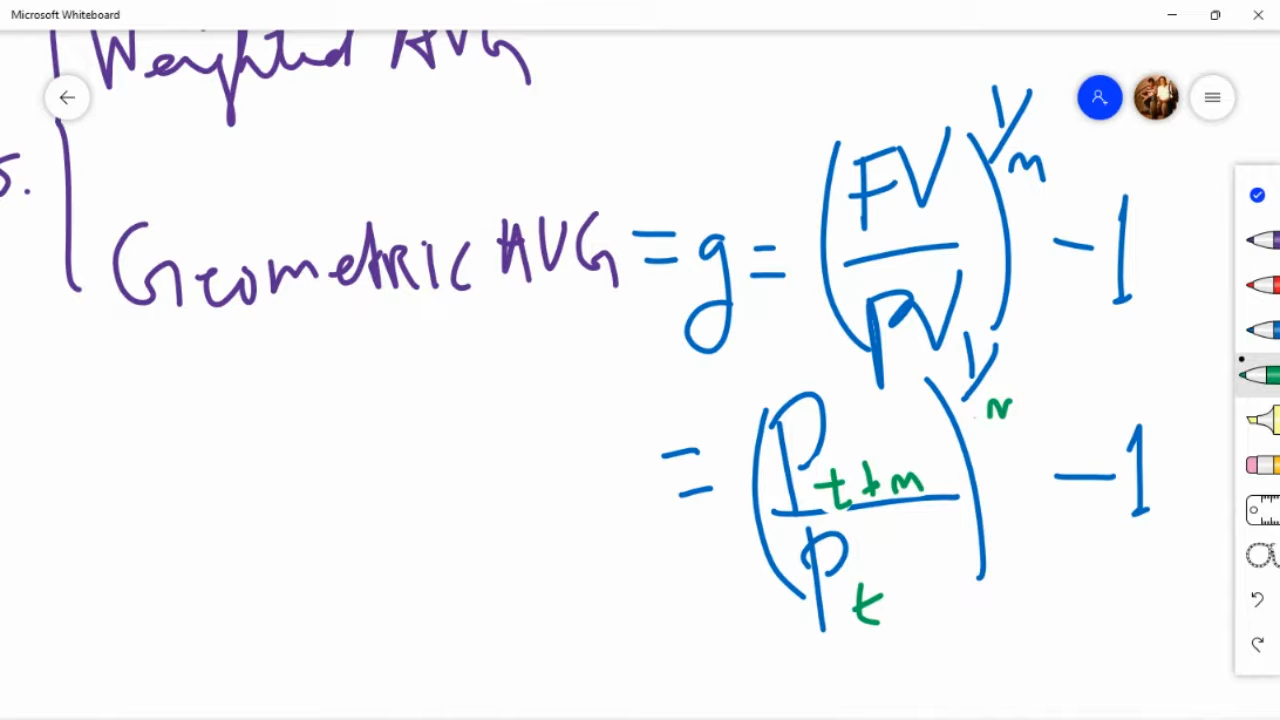 Microsoft Whiteboard
Weighted AVG
5.
Geometric AVG = g = (FV/PV)^1/n - 1
= (P t+n / P t)^1/n - 1